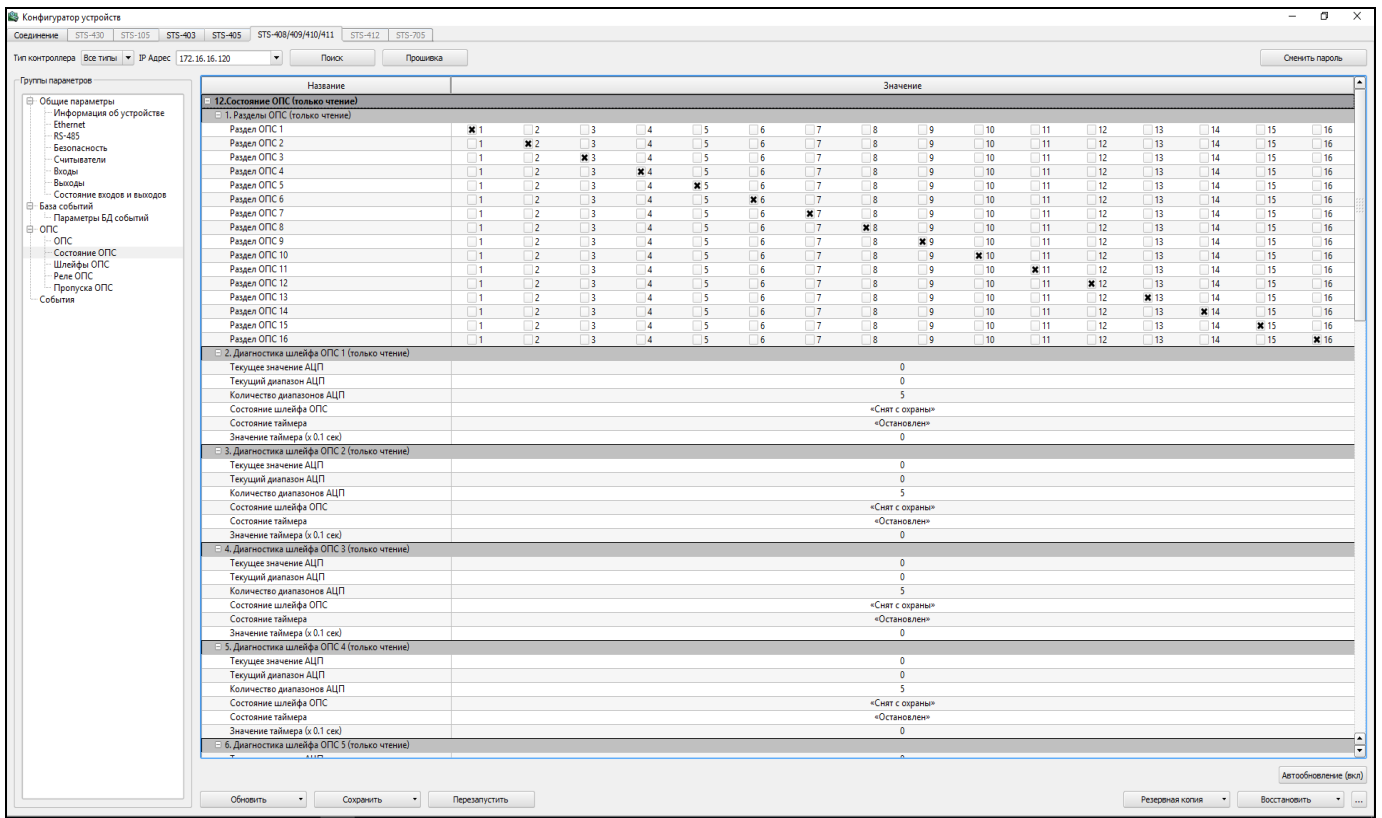 Конфигуратор устройств
Соединение STS-430 STS-105 STS-403 STS-405 STS-408/409/410/411 STS-412 STS-705
Тип контроллера Все типы IP Адрес 172.16.16.120 Поиск Прошивка Сменить пароль
Группы параметров
Общие параметры
Информация об устройстве
Ethernet
RS-485
Безопасность
Считыватели
Входы
Выходы
Состояние входов и выходов
База событий
Параметры БД событий
ОПС
ОПС
Состояние ОПС
Шлейфы ОПС
Реле ОПС
Пропуска ОПС
События
Название Значение
12.Состояние ОПС (только чтение)
1. Разделы ОПС (только чтение)
Раздел ОПС 1 1 2 3 4 5 6 7 8 9 10 11 12 13 14 15 16
Раздел ОПС 2 1 2 3 4 5 6 7 8 9 10 11 12 13 14 15 16
Раздел ОПС 3 1 2 3 4 5 6 7 8 9 10 11 12 13 14 15 16
Раздел ОПС 4 1 2 3 4 5 6 7 8 9 10 11 12 13 14 15 16
Раздел ОПС 5 1 2 3 4 5 6 7 8 9 10 11 12 13 14 15 16
Раздел ОПС 6 1 2 3 4 5 6 7 8 9 10 11 12 13 14 15 16
Раздел ОПС 7 1 2 3 4 5 6 7 8 9 10 11 12 13 14 15 16
Раздел ОПС 8 1 2 3 4 5 6 7 8 9 10 11 12 13 14 15 16
Раздел ОПС 9 1 2 3 4 5 6 7 8 9 10 11 12 13 14 15 16
Раздел ОПС 10 1 2 3 4 5 6 7 8 9 10 11 12 13 14 15 16
Раздел ОПС 11 1 2 3 4 5 6 7 8 9 10 11 12 13 14 15 16
Раздел ОПС 12 1 2 3 4 5 6 7 8 9 10 11 12 13 14 15 16
Раздел ОПС 13 1 2 3 4 5 6 7 8 9 10 11 12 13 14 15 16
Раздел ОПС 14 1 2 3 4 5 6 7 8 9 10 11 12 13 14 15 16
Раздел ОПС 15 1 2 3 4 5 6 7 8 9 10 11 12 13 14 15 16
Раздел ОПС 16 1 2 3 4 5 6 7 8 9 10 11 12 13 14 15 16
2. Диагностика шлейфа ОПС 1 (только чтение)
Текущее значение АЦП 0
Текущий диапазон АЦП 0
Количество диапазонов АЦП 5
Состояние шлейфа ОПС «Снят с охраны»
Состояние таймера «Остановлен»
Значение таймера (x 0.1 сек) 0
3. Диагностика шлейфа ОПС 2 (только чтение)
Текущее значение АЦП 0
Текущий диапазон АЦП 0
Количество диапазонов АЦП 5
Состояние шлейфа ОПС «Снят с охраны»
Состояние таймера «Остановлен»
Значение таймера (x 0.1 сек) 0
4. Диагностика шлейфа ОПС 3 (только чтение)
Текущее значение АЦП 0
Текущий диапазон АЦП 0
Количество диапазонов АЦП 5
Состояние шлейфа ОПС «Снят с охраны»
Состояние таймера «Остановлен»
Значение таймера (x 0.1 сек) 0
5. Диагностика шлейфа ОПС 4 (только чтение)
Текущее значение АЦП 0
Текущий диапазон АЦП 0
Количество диапазонов АЦП 5
Состояние шлейфа ОПС «Снят с охраны»
Состояние таймера «Остановлен»
Значение таймера (x 0.1 сек) 0
6. Диагностика шлейфа ОПС 5 (только чтение)
Автообновление (вкл)
Обновить Сохранить Перезапустить Резервная копия Восстановить ...